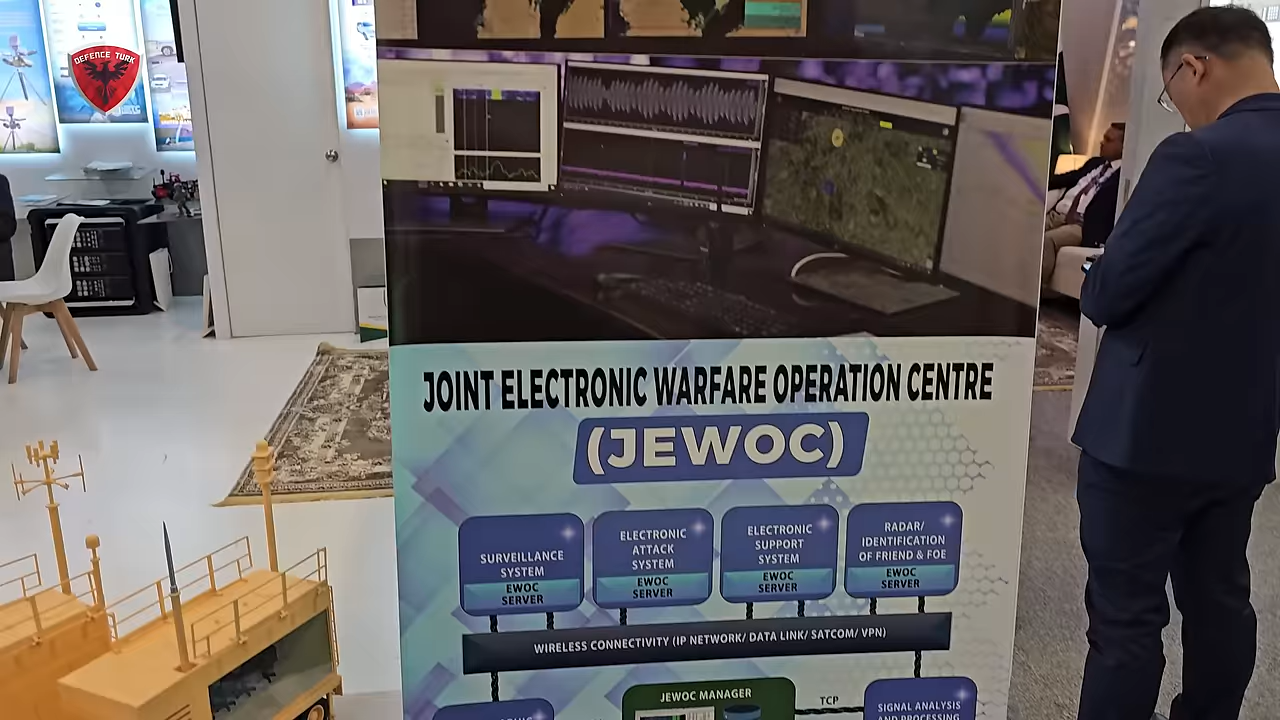 DEFENCE TURK
JOINT ELECTRONIC WARFARE OPERATION CENTRE
(JEWOC)
SURVEILLANCE
SYSTEM
EWOC
SERVER
ELECTRONIC
ATTACK
SYSTEM
EWOC
SERVER
ELECTRONIC
SUPPORT
SYSTEM
EWOC
SERVER
RADAR/
IDENTIFICATION
OF FRIEND & FOE
EWOC
SERVER
WIRELESS CONNECTIVITY (IP NETWORK/ DATA LINK/ SATCOM/ VPN)
JEWOC MANAGER
TCP
SIGNAL ANALYSIS
AND PROCESSING